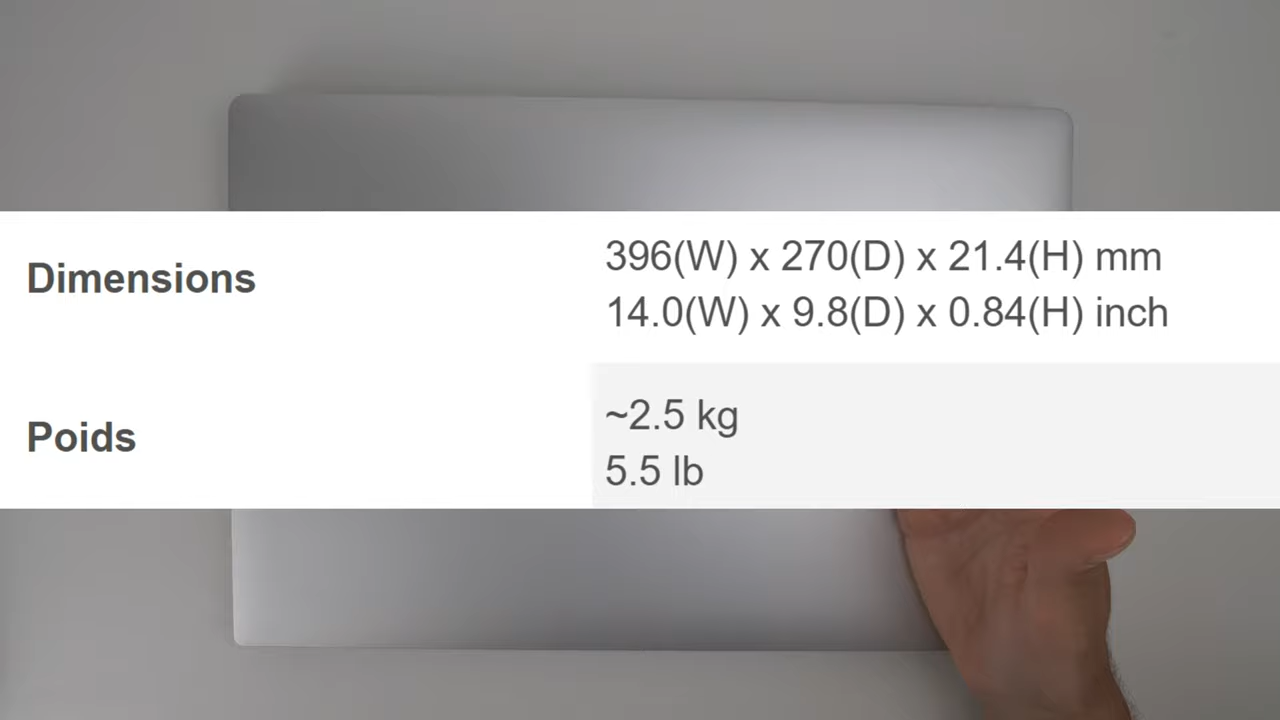 Dimensions
396(W) x 270(D) x 21.4(H) mm
14.0(W) x 9.8(D) x 0.84(H) inch
Poids
~2.5 kg
5.5 lb